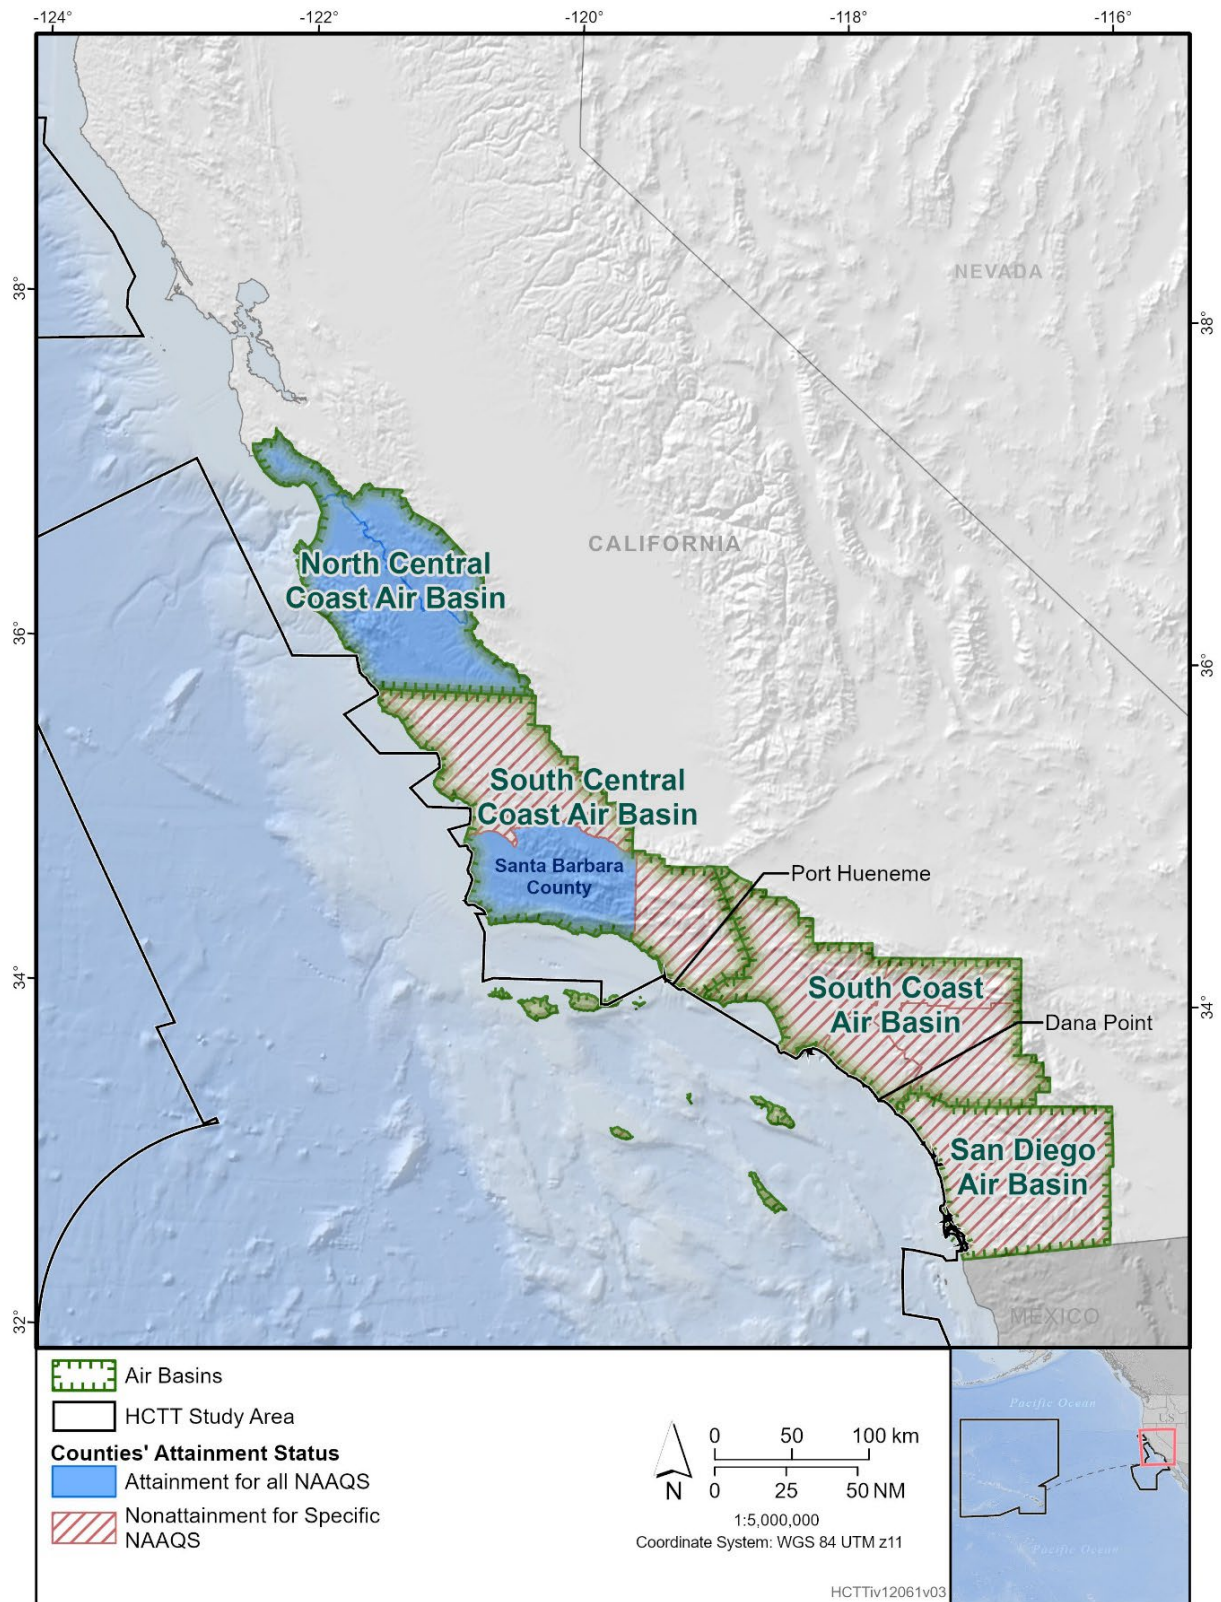 -124°
-122°
-120°
-118°
-116°
38°
38°
NEVADA
CALIFORNIA
North Central
Coast Air Basin
36°
36°
South Central
Coast Air Basin
Santa Barbara
County
Port Hueneme
34°
34°
South Coast
Air Basin
Dana Point
San Diego
Air Basin
32°
MEXICO
Air Basins
HCTT Study Area
Counties' Attainment Status
Attainment for all NAAQS
Nonattainment for Specific
NAAQS
N
0 50 100 km
0 25 50 NM
1:5,000,000
Coordinate System: WGS 84 UTM z11
HCTTiv12061v03
Pacific Ocean
US
Pacific Ocean